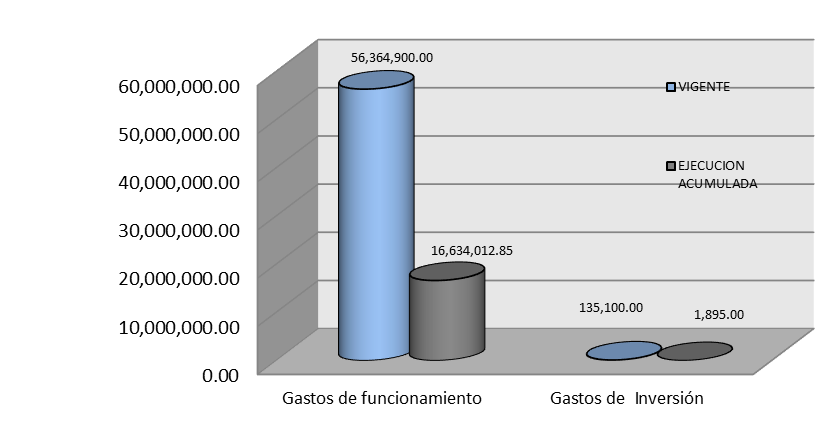 56,364,900.00
60,000,000.00
VIGENTE
50,000,000.00
EJECUCION
ACUMULADA
40,000,000.00
30,000,000.00
16,634,012.85
20,000,000.00
135,100.00
1,895.00
10,000,000.00
0.00
Gastos de funcionamiento
Gastos de Inversión